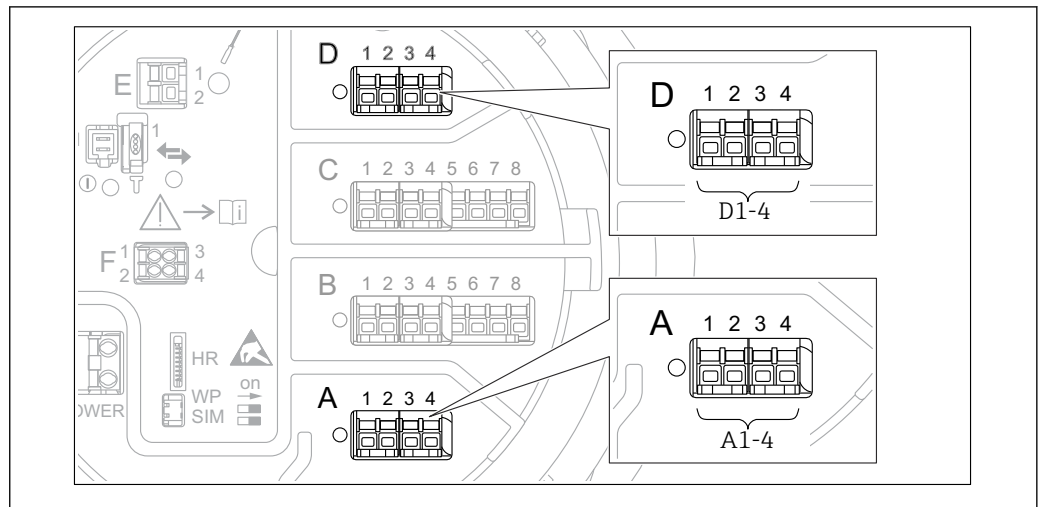 D 1 2 3 4
E 1
2
1
C 1 2 3 4 5 6 7 8
i
F 1 3
2 4
B 1 2 3 4 5 6 7 8
HR
WP on
SIM
OWER
A 1 2 3 4
D 1 2 3 4
D1-4
A 1 2 3 4
A1-4